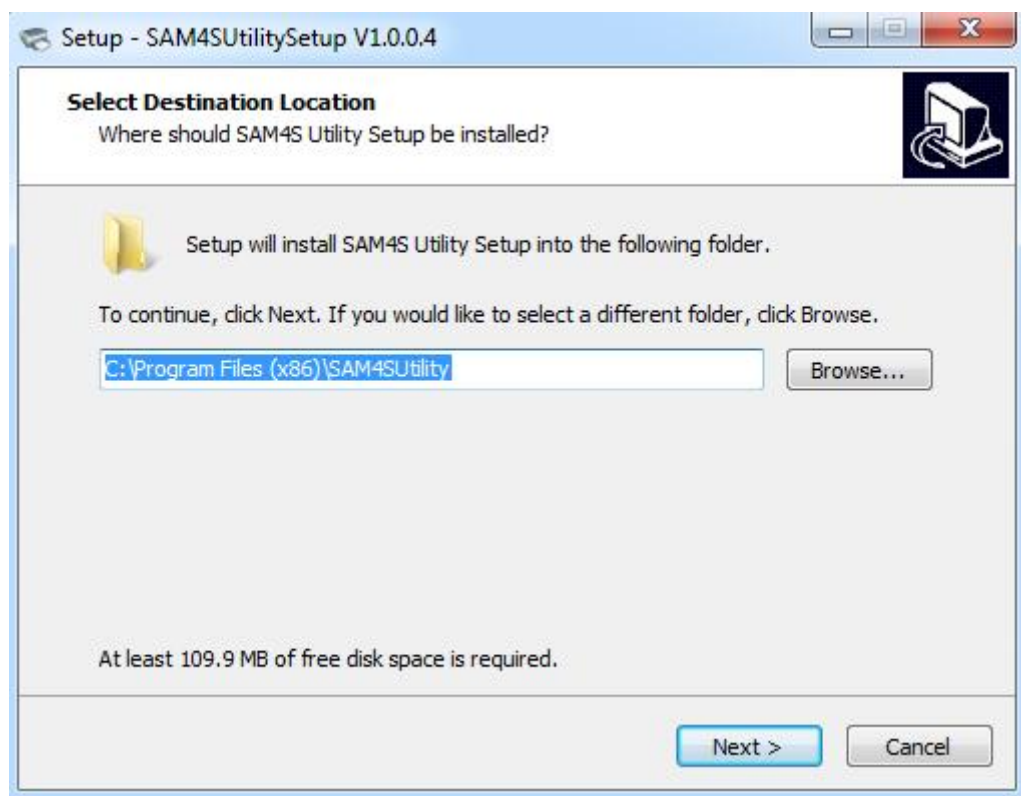 Setup - SAM4SUtilitySetup V1.0.0.4
Select Destination Location
Where should SAM4S Utility Setup be installed?
Setup will install SAM4S Utility Setup into the following folder.
To continue, click Next. If you would like to select a different folder, click Browse.
C:\Program Files (x86)\SAM4SUtility
Browse...
At least 109.9 MB of free disk space is required.
Next >
Cancel